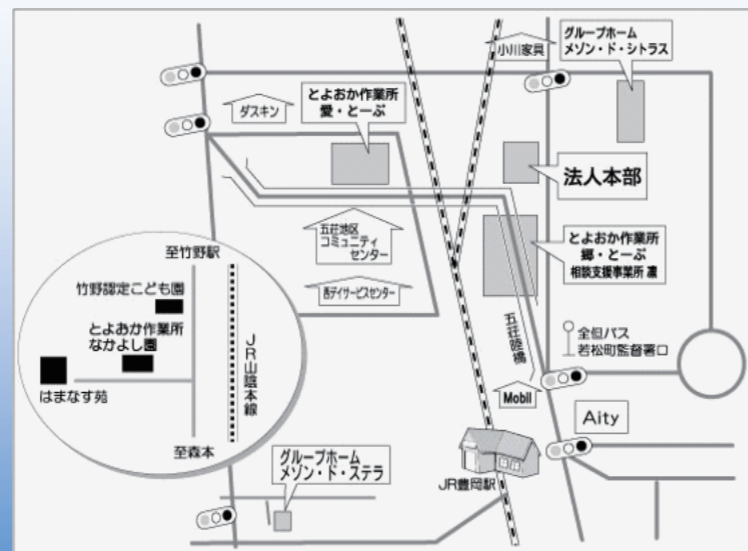 小川家具
グループホーム
メゾン・ド・シトラス
ダスキン
とよおか作業所
愛・とーぷ
法人本部
五荘地区
コミュニティ
センター
とよおか作業所
郷・とーぷ
相談支援事業所 凛
西デイサービスセンター
五荘陸橋
全但バス
若松町監督署口
Mobil
Aity
JR豊岡駅
至竹野駅
竹野認定こども園
とよおか作業所
なかよし園
はまなす苑
JR山陰本線
至森本
グループホーム
メゾン・ド・ステラ